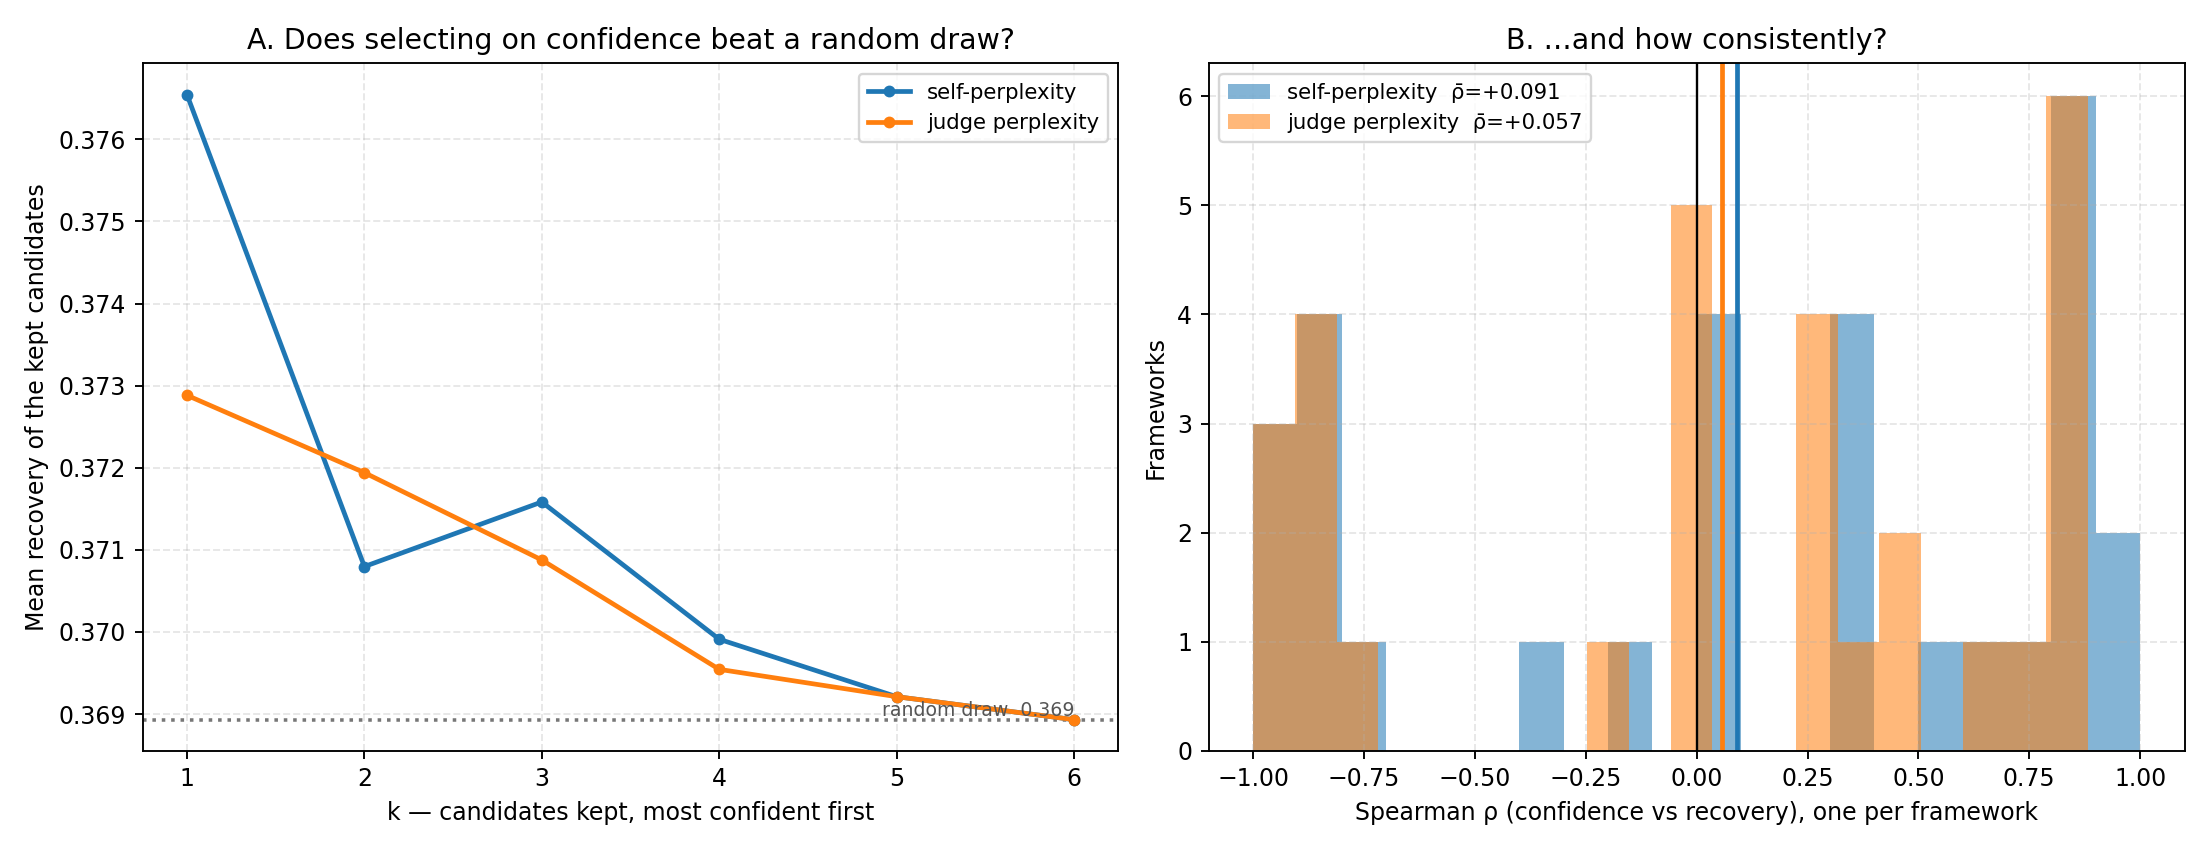 A. Does selecting on confidence beat a random draw?
self-perplexity
judge perplexity
Mean recovery of the kept candidates
0.376
0.375
0.374
0.373
0.372
0.371
0.370
0.369
random draw 0.369
1 2 3 4 5 6
k — candidates kept, most confident first
B. …and how consistently?
self-perplexity ρ̄=+0.091
judge perplexity ρ̄=+0.057
Frameworks
6
5
4
3
2
1
0
−1.00 −0.75 −0.50 −0.25 0.00 0.25 0.50 0.75 1.00
Spearman ρ (confidence vs recovery), one per framework